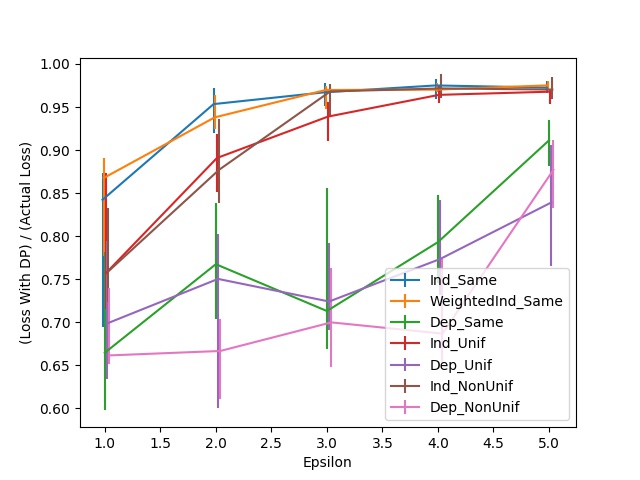 1.00
0.95
0.90
0.85
0.80
0.75
0.70
0.65
0.60
(Loss With DP) / (Actual Loss)
Ind_Same
WeightedInd_Same
Dep_Same
Ind_Unif
Dep_Unif
Ind_NonUnif
Dep_NonUnif
1.0 1.5 2.0 2.5 3.0 3.5 4.0 4.5 5.0
Epsilon